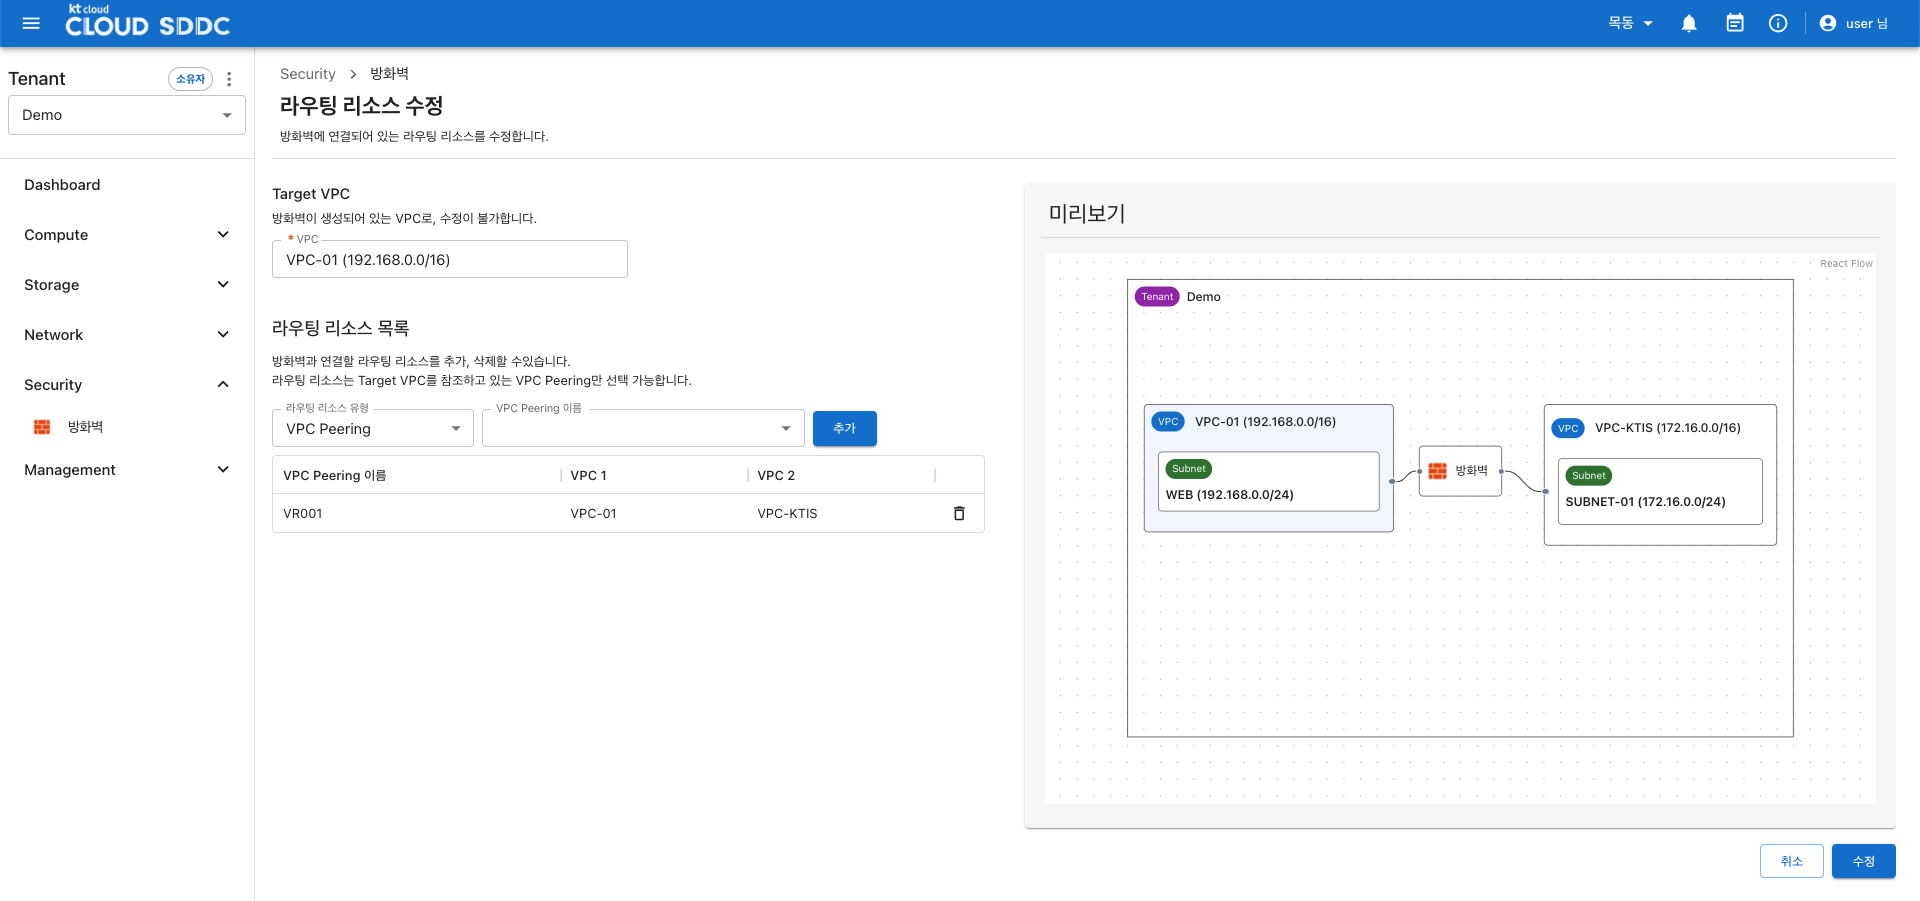 kt cloud
CLOUD SDDC
목동
user 님
Tenant
소유자
Demo
Dashboard
Compute
Storage
Network
Security
방화벽
Management
Security > 방화벽
라우팅 리소스 수정
방화벽에 연결되어 있는 라우팅 리소스를 수정합니다.
Target VPC
방화벽이 생성되어 있는 VPC로, 수정이 불가합니다.
* VPC
VPC-01 (192.168.0.0/16)
라우팅 리소스 목록
방화벽과 연결할 라우팅 리소스를 추가, 삭제할 수있습니다.
라우팅 리소스는 Target VPC를 참조하고 있는 VPC Peering만 선택 가능합니다.
라우팅 리소스 유형
VPC Peering
VPC Peering 이름
추가
VPC Peering 이름 VPC 1 VPC 2
VR001 VPC-01 VPC-KTIS
미리보기
React Flow
Tenant Demo
VPC VPC-01 (192.168.0.0/16)
Subnet
WEB (192.168.0.0/24)
방화벽
VPC VPC-KTIS (172.16.0.0/16)
Subnet
SUBNET-01 (172.16.0.0/24)
취소
수정